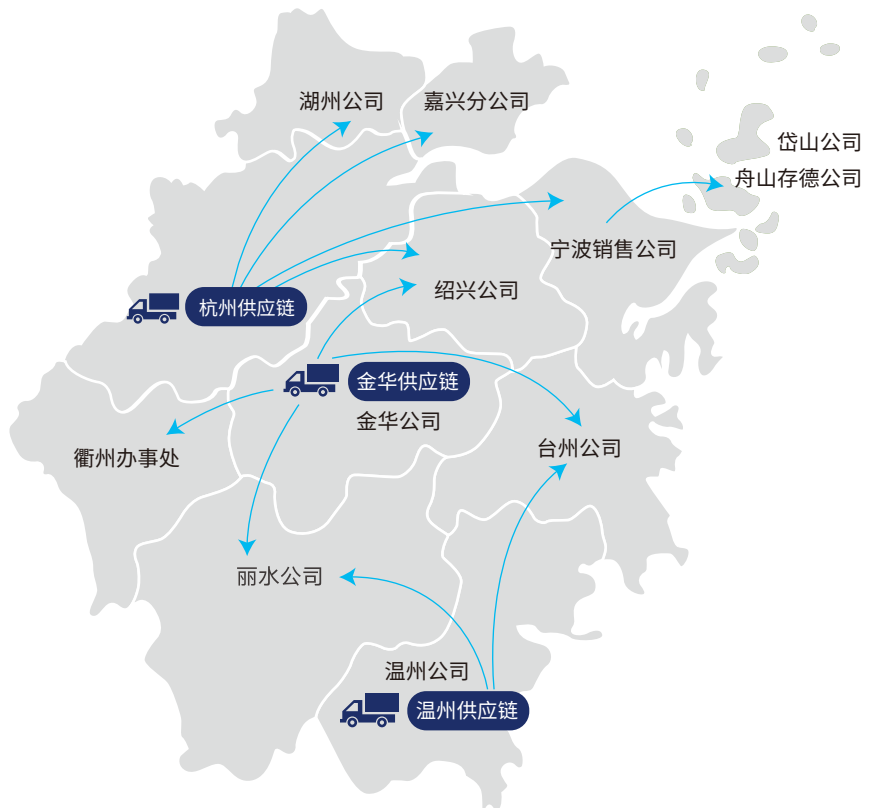 湖州公司
嘉兴分公司
岱山公司
舟山存德公司
宁波销售公司
绍兴公司
杭州供应链
金华供应链
金华公司
台州公司
衢州办事处
丽水公司
温州公司
温州供应链